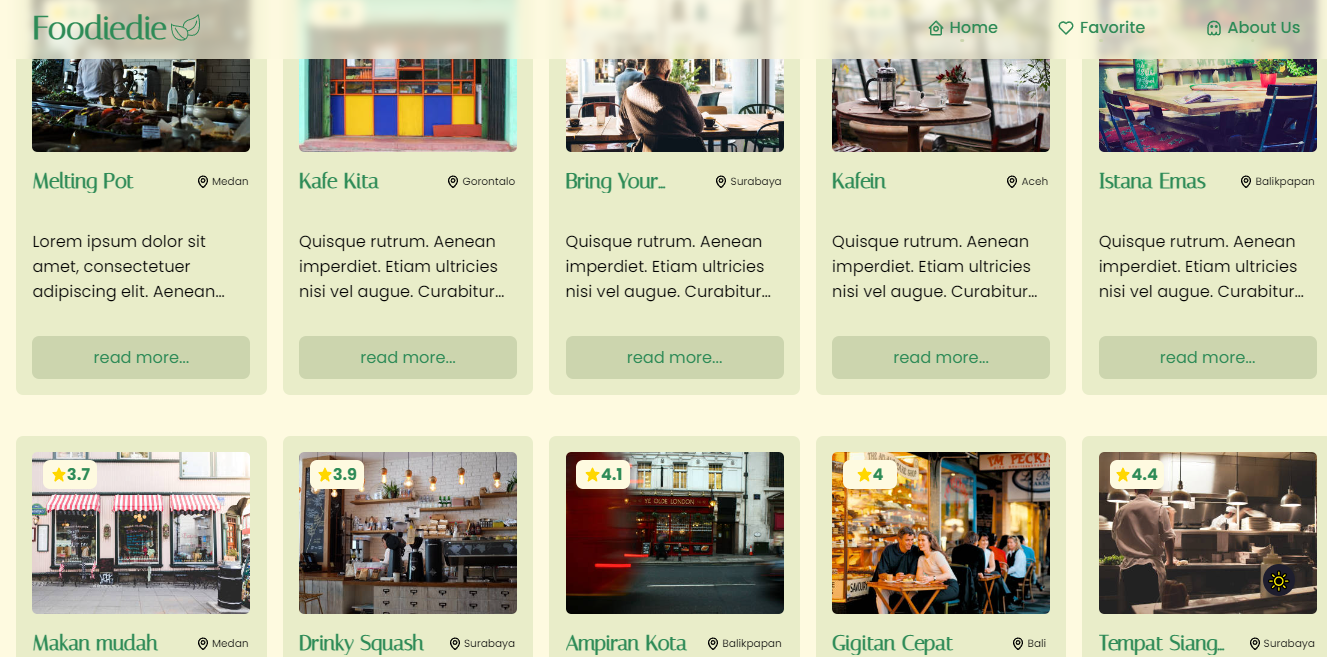 Foodiedie
Home
Favorite
About Us
Melting Pot
Medan
Kafe Kita
Gorontalo
Bring Your...
Surabaya
Kafein
Aceh
Istana Emas
Balikpapan
Lorem ipsum dolor sit
amet, consectetuer
adipiscing elit. Aenean...
Quisque rutrum. Aenean
imperdiet. Etiam ultricies
nisi vel augue. Curabitur...
Quisque rutrum. Aenean
imperdiet. Etiam ultricies
nisi vel augue. Curabitur...
Quisque rutrum. Aenean
imperdiet. Etiam ultricies
nisi vel augue. Curabitur...
Quisque rutrum. Aenean
imperdiet. Etiam ultricies
nisi vel augue. Curabitur...
read more...
read more...
read more...
read more...
read more...
3.7
3.9
4.1
YE OLDE LONDON
4
4.4
Makan mudah
Medan
Drinky Squash
Surabaya
Ampiran Kota
Balikpapan
Gigitan Cepat
Bali
Tempat Siang...
Surabaya